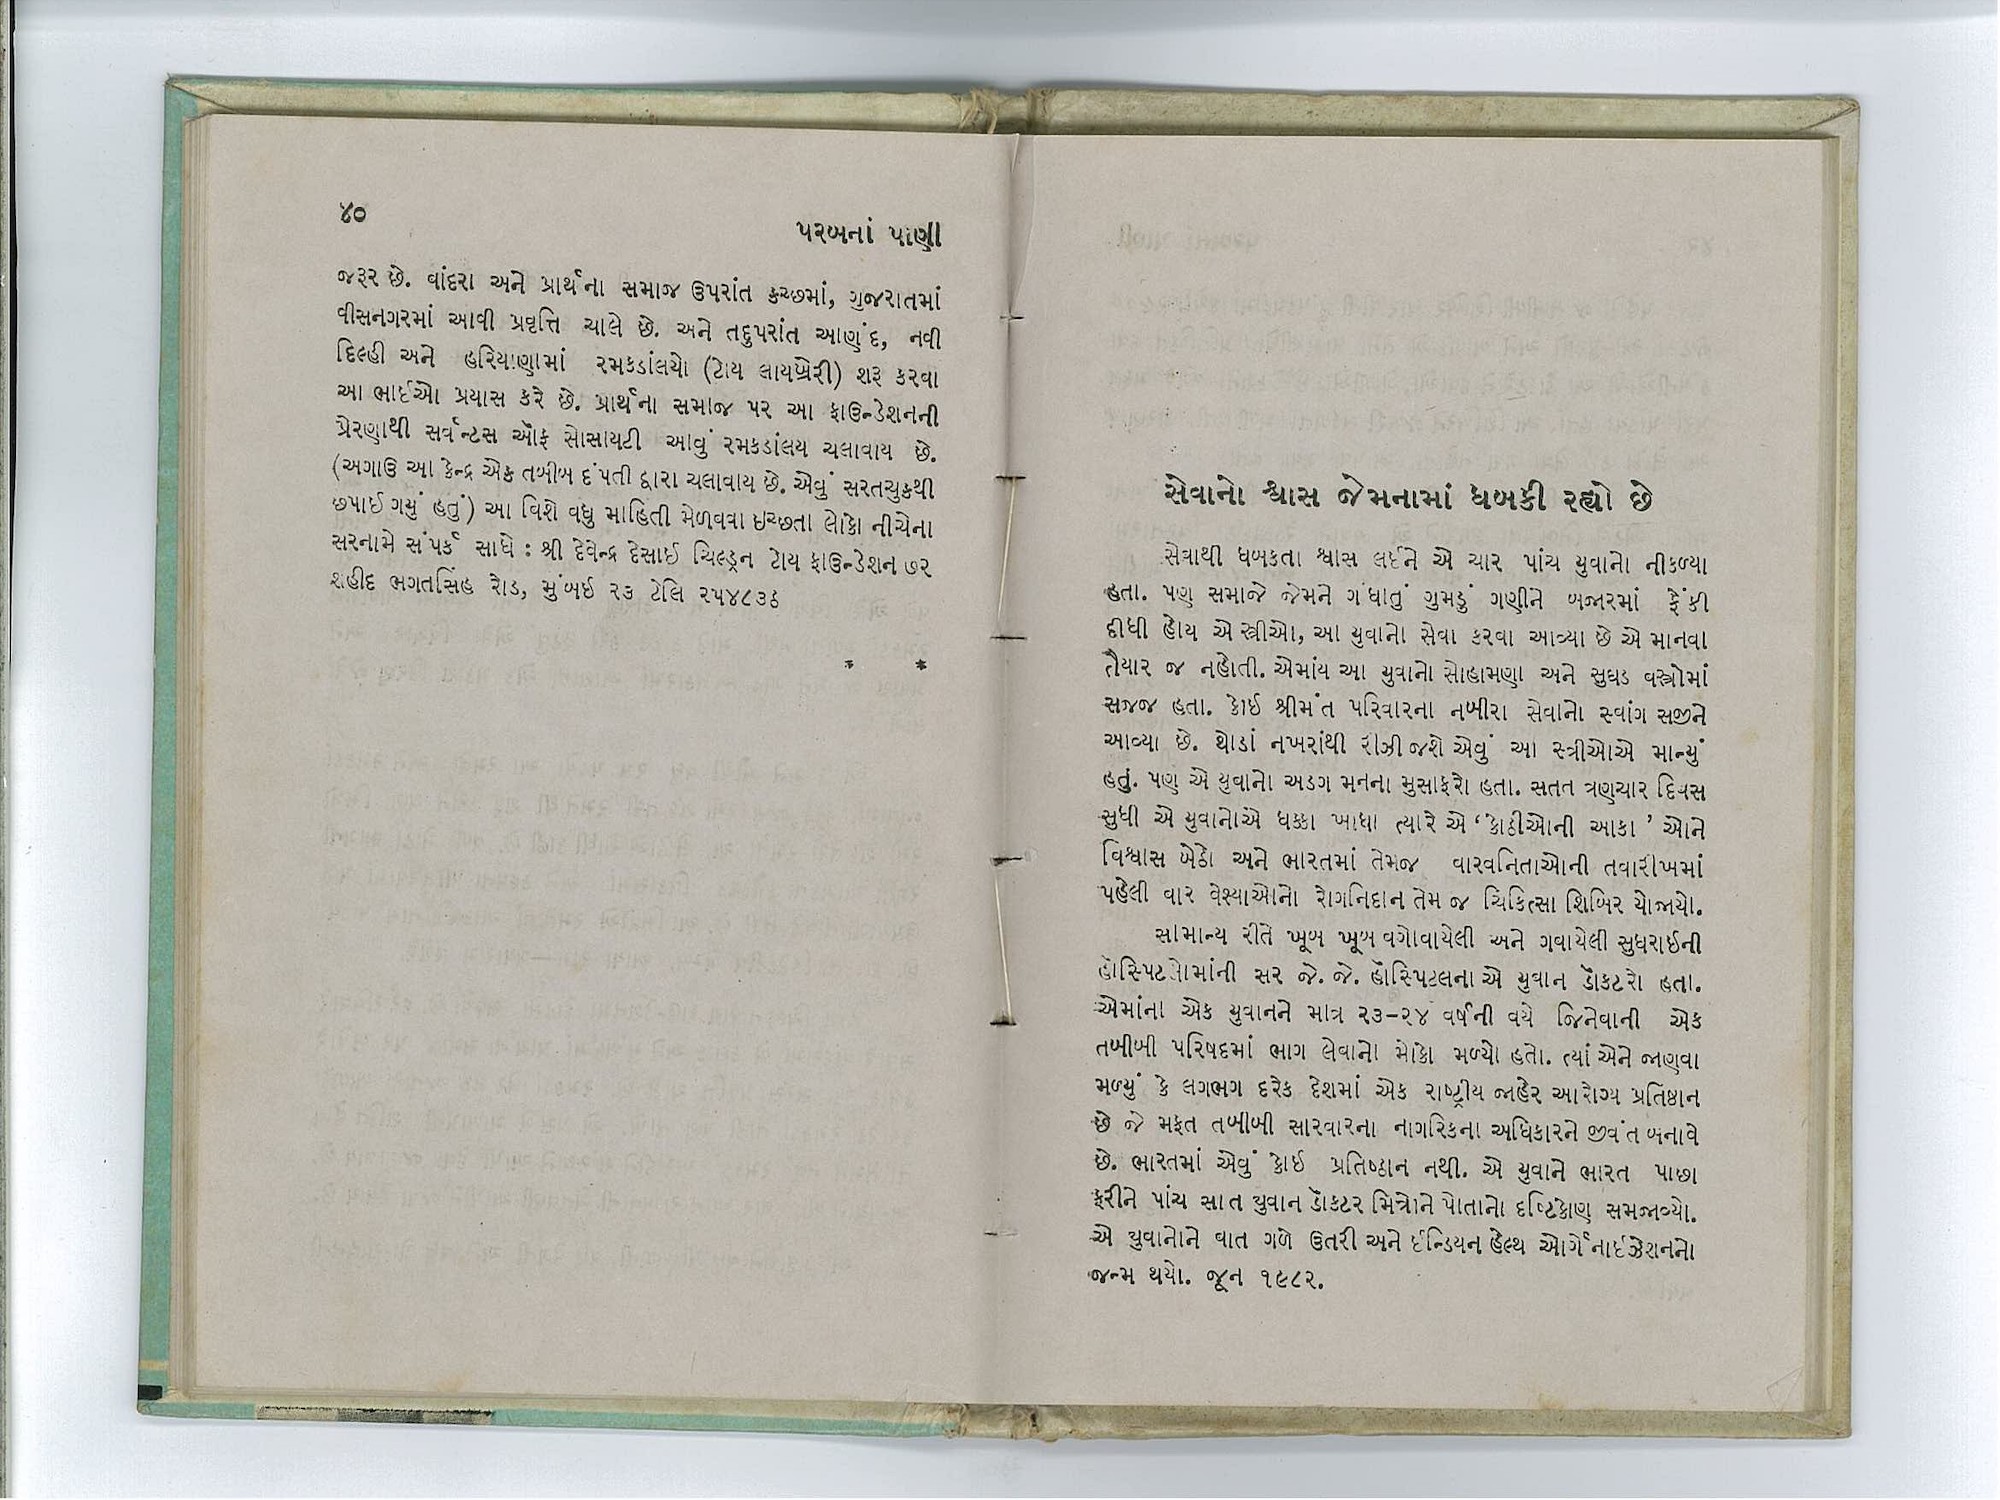 ૪૦
પરબનાં પાણી
જરૂર છે. વાંદરા અને પ્રાર્થના સમાજ ઉપરાંત કચ્છમાં, ગુજરાતમાં
વીસનગરમાં આવી પ્રવૃત્તિ ચાલે છે. અને તદુપરાંત આણંદ, નવી
દિલ્હી અને હરિયાણામાં રમકડાંલયો (ટોય લાયબ્રેરી) શરૂ કરવા
આ ભાઈઓ પ્રયાસ કરે છે. પ્રાર્થના સમાજ પર આ ફાઉન્ડેશનની
પ્રેરણાથી સર્વન્ટસ ઑફ સોસાયટી આવું રમકડાંલય ચલાવાય છે.
(અગાઉ આ કેન્દ્ર એક તબીબ દંપતી દ્વારા ચલાવાય છે. એવું સરતચુકથી
છપાઈ ગયું હતું) આ વિશે વધુ માહિતી મેળવવા ઇચ્છતા લોકો નીચેના
સરનામે સંપર્ક સાધે : શ્રી દેવેન્દ્ર દેસાઈ ચિલ્ડ્રન ટોય ફાઉન્ડેશન ૭૨
શહીદ ભગતસિંહ રોડ, મુંબઈ ૨૩ ટેલિ ૨૫૪૮૩૬
* *
સેવાનો શ્વાસ જેમનામાં ધબકી રહ્યો છે
સેવાથી ધબકતા શ્વાસ લઈને એ ચાર પાંચ યુવાનો નીકળ્યા
હતા. પણ સમાજે જેમને ગંધાતું ગુમડું ગણીને બજારમાં ફેંકી
દીધી હોય એ સ્ત્રીઓ, આ યુવાનો સેવા કરવા આવ્યા છે એ માનવા
તૈયાર જ નહોતી. એમાંય આ યુવાનો સોહામણા અને સુઘડ વસ્ત્રોમાં
સજ્જ હતા. કોઈ શ્રીમંત પરિવારના નબીરા સેવાનો સ્વાંગ સજીને
આવ્યા છે. થોડાં નખરાંથી રીઝી જશે એવું આ સ્ત્રીઓએ માન્યું
હતું. પણ એ યુવાનો અડગ મનના મુસાફરો હતા. સતત ત્રણચાર દિવસ
સુધી એ યુવાનોએ ધક્કા ખાધા ત્યારે એ ‘કોઠીઓની આકા’ ઓને
વિશ્વાસ બેઠો અને ભારતમાં તેમજ વારવનિતાઓની તવારીખમાં
પહેલી વાર વેશ્યાઓનો રોગનિદાન તેમ જ ચિકિત્સા શિબિર યોજાયો.
સામાન્ય રીતે ખૂબ ખૂબ વગોવાયેલી અને ગવાયેલી સુધરાઈની
હૉસ્પિટલોમાંની સર જે. જે. હૉસ્પિટલના એ યુવાન ડૉકટરો હતા.
એમાંના એક યુવાનને માત્ર ૨૩-૨૪ વર્ષની વયે જિનેવાની એક
તબીબી પરિષદમાં ભાગ લેવાનો મોકો મળ્યો હતો. ત્યાં એને જાણવા
મળ્યું કે લગભગ દરેક દેશમાં એક રાષ્ટ્રીય જાહેર આરોગ્ય પ્રતિષ્ઠાન
છે જે મફત તબીબી સારવારના નાગરિકના અધિકારને જીવંત બનાવે
છે. ભારતમાં એવું કોઈ પ્રતિષ્ઠાન નથી. એ યુવાને ભારત પાછા
ફરીને પાંચ સાત યુવાન ડૉકટર મિત્રોને પોતાનો દષ્ટિકોણ સમજાવ્યો.
એ યુવાનોને વાત ગળે ઉતરી અને ઈન્ડિયન હેલ્થ ઓર્ગેનાઈઝેશનનો
જન્મ થયો. જૂન ૧૯૮૨.